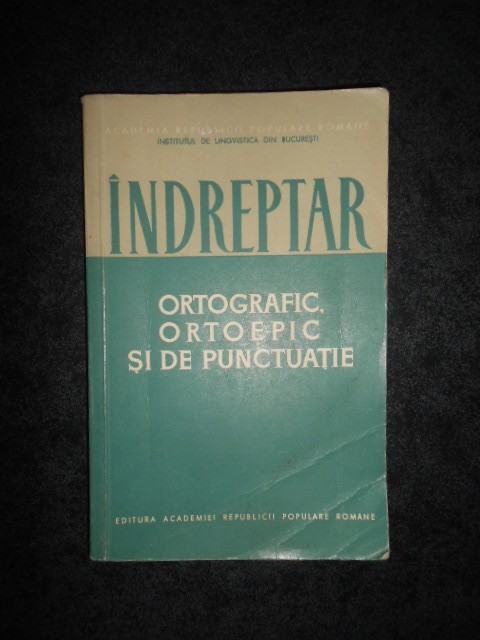 ACADEMIA REPUBLICII POPULARE ROMÂNE
INSTITUTUL DE LINGVISTICĂ DIN BUCUREȘTI
ÎNDREPTAR
ORTOGRAFIC,
ORTOEPIC
ȘI DE PUNCTUAȚIE
EDITURA ACADEMIEI REPUBLICII POPULARE ROMÂNE